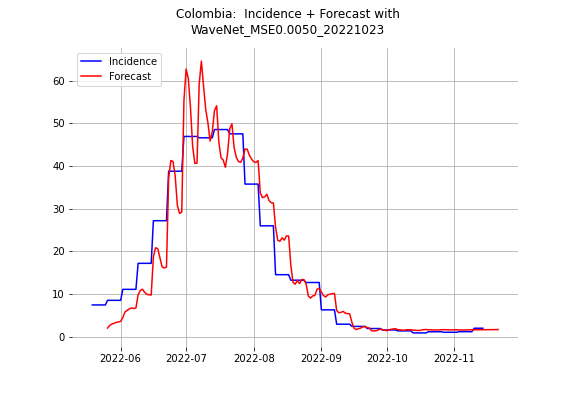 Colombia:  Incidence + Forecast with
WaveNet_MSE0.0050_20221023
Incidence
Forecast
60
50
40
30
20
10
0
2022-06 2022-07 2022-08 2022-09 2022-10 2022-11